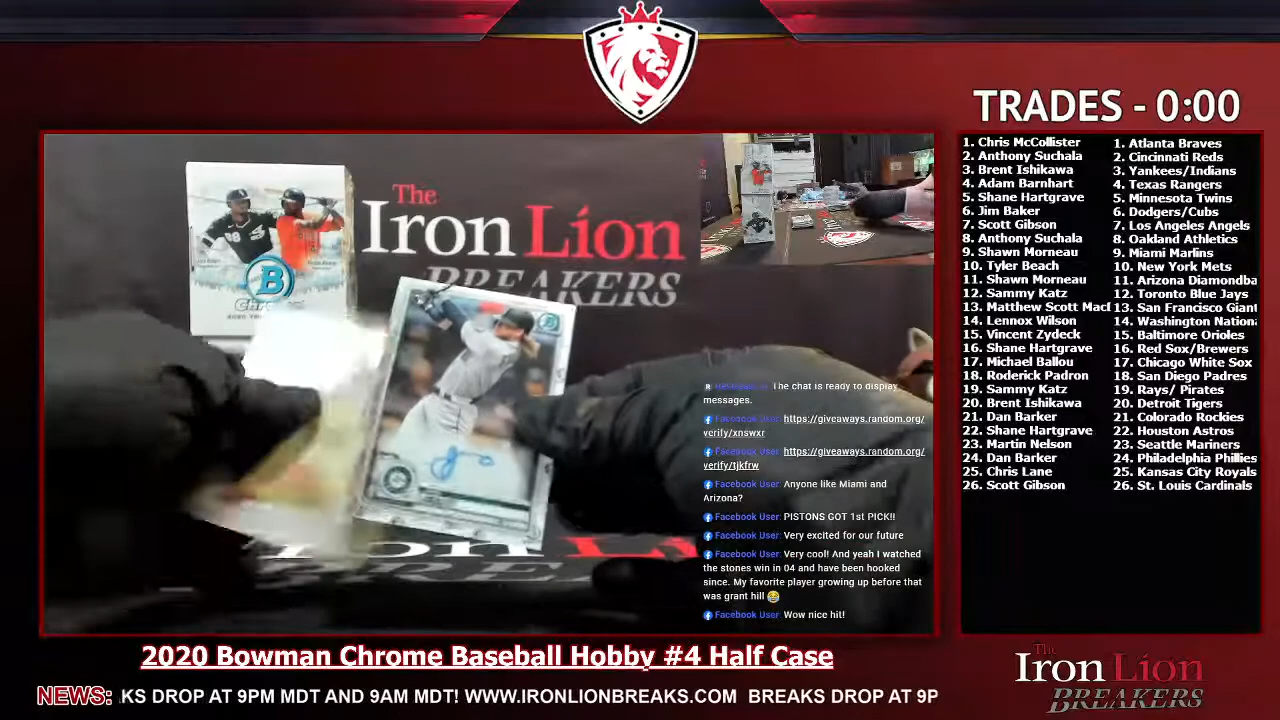 TRADES - 0:00
1. Chris McCollister
2. Anthony Suchala
3. Brent Ishikawa
4. Adam Barnhart
5. Shane Hartgrave
6. Jim Baker
7. Scott Gibson
8. Anthony Suchala
9. Shawn Morneau
10. Tyler Beach
11. Shawn Morneau
12. Sammy Katz
13. Matthew Scott Macl
14. Lennox Wilson
15. Vincent Zydeck
16. Shane Hartgrave
17. Michael Ballou
18. Roderick Padron
19. Sammy Katz
20. Brent Ishikawa
21. Dan Barker
22. Shane Hartgrave
23. Martin Nelson
24. Dan Barker
25. Chris Lane
26. Scott Gibson
1. Atlanta Braves
2. Cincinnati Reds
3. Yankees/Indians
4. Texas Rangers
5. Minnesota Twins
6. Dodgers/Cubs
7. Los Angeles Angels
8. Oakland Athletics
9. Miami Marlins
10. New York Mets
11. Arizona Diamondba
12. Toronto Blue Jays
13. San Francisco Giant
14. Washington Nationa
15. Baltimore Orioles
16. Red Sox/Brewers
17. Chicago White Sox
18. San Diego Padres
19. Rays/ Pirates
20. Detroit Tigers
21. Colorado Rockies
22. Houston Astros
23. Seattle Mariners
24. Philadelphia Phillies
25. Kansas City Royals
26. St. Louis Cardinals
The
Iron Lion
BREAKERS
B
Chrome
The chat is ready to display
messages.
Facebook User: https://giveaways.random.org/
verify/xnswxr
Facebook User: https://giveaways.random.org/
verify/tjkfrw
Facebook User: Anyone like Miami and
Arizona?
Facebook User: PISTONS GOT 1st PICK!!
Facebook User: Very excited for our future
Facebook User: Very cool! And yeah I watched
the stones win in 04 and have been hooked
since. My favorite player growing up before that
was grant hill 😂
Facebook User: Wow nice hit!
2020 Bowman Chrome Baseball Hobby #4 Half Case
NEWS: KS DROP AT 9PM MDT AND 9AM MDT! WWW.IRONLIONBREAKS.COM BREAKS DROP AT 9P
The
Iron Lion
BREAKERS